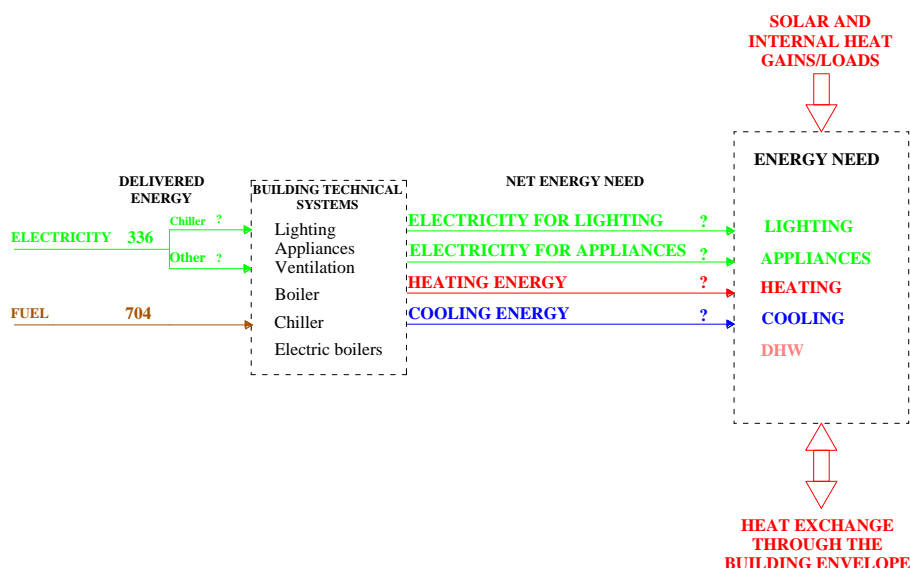 SOLAR AND
INTERNAL HEAT
GAINS/LOADS
ENERGY NEED
DELIVERED
ENERGY
BUILDING TECHNICAL
SYSTEMS
NET ENERGY NEED
ELECTRICITY 336
Chiller ?
Other ?
FUEL 704
Lighting
Appliances
Ventilation
Boiler
Chiller
Electric boilers
ELECTRICITY FOR LIGHTING ?
ELECTRICITY FOR APPLIANCES ?
HEATING ENERGY ?
COOLING ENERGY ?
LIGHTING
APPLIANCES
HEATING
COOLING
DHW
HEAT EXCHANGE
THROUGH THE
BUILDING ENVELOPE